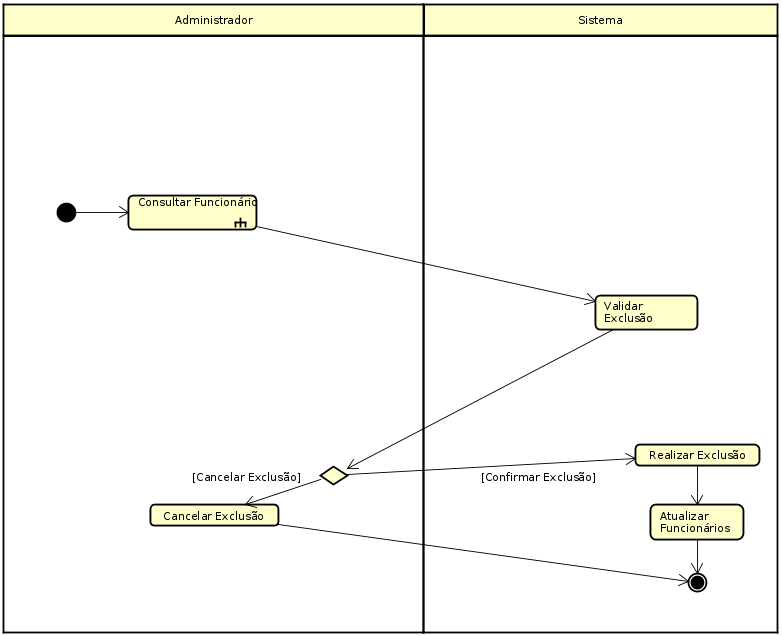 Administrador
Sistema
Consultar Funcionário
Validar
Exclusão
[Cancelar Exclusão]
[Confirmar Exclusão]
Realizar Exclusão
Cancelar Exclusão
Atualizar
Funcionários